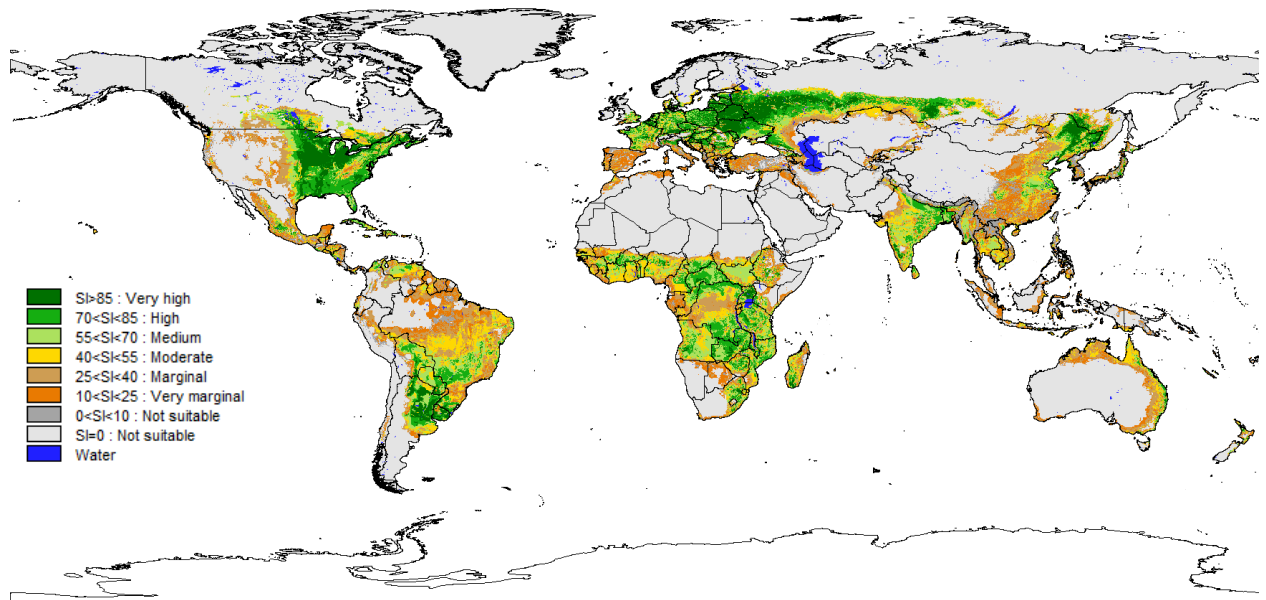 SI>85 : Very high
70<SI<85 : High
55<SI<70 : Medium
40<SI<55 : Moderate
25<SI<40 : Marginal
10<SI<25 : Very marginal
0<SI<10 : Not suitable
SI=0 : Not suitable
Water